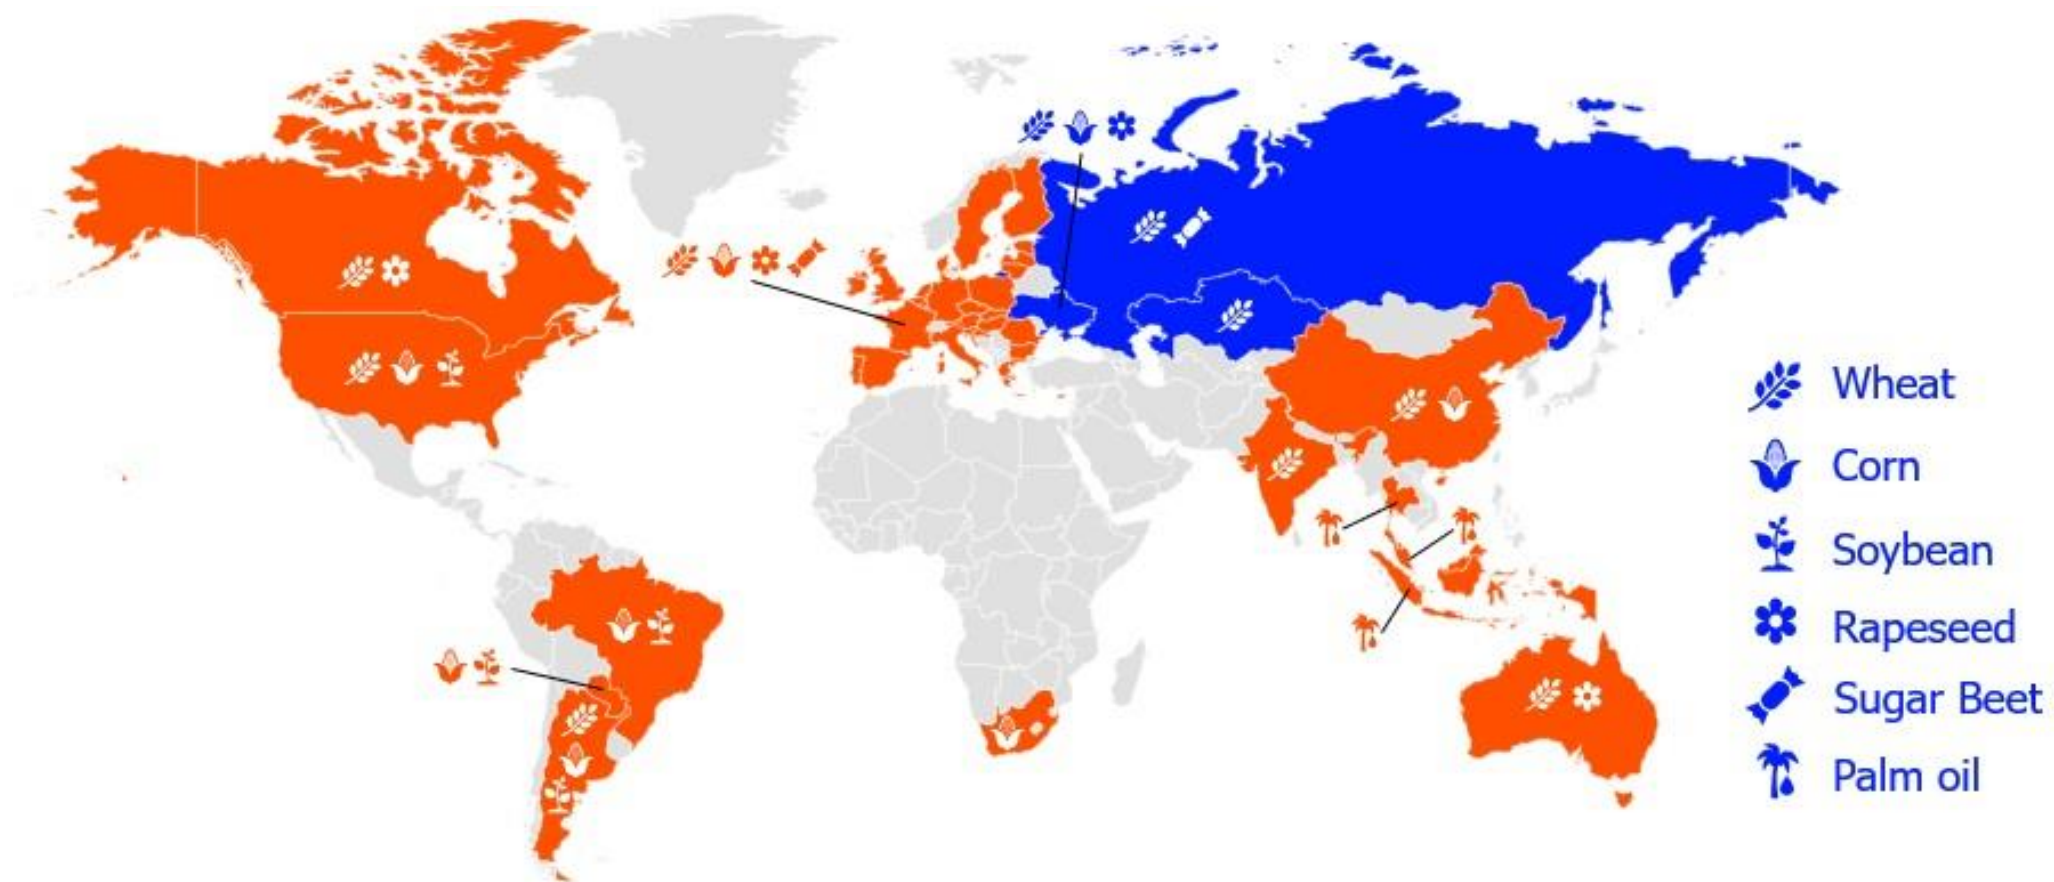 Wheat
Corn
Soybean
Rapeseed
Sugar Beet
Palm oil